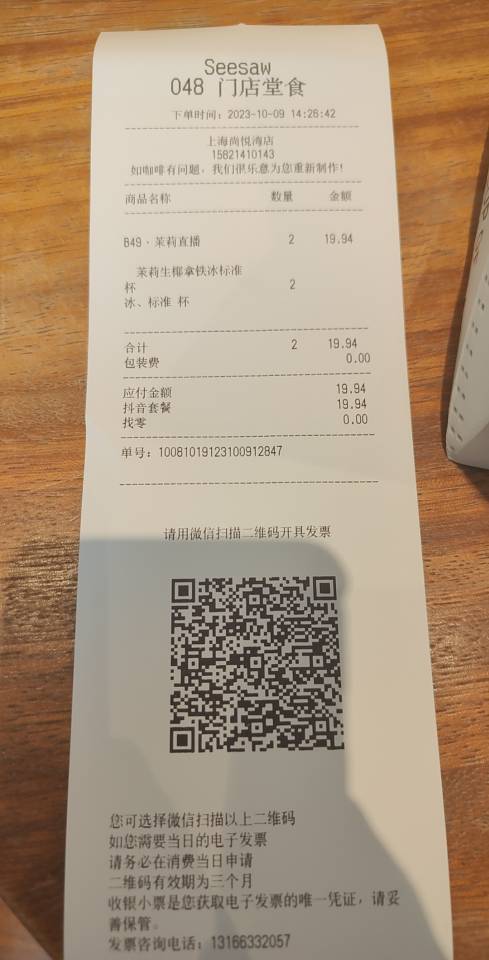 Seesaw
048 门店堂食
下单时间：2023-10-09 14:26:42
上海尚悦湾店
15821410143
如咖啡有问题，我们很乐意为您重新制作！
商品名称 数量 金额
B49·茉莉直播 2 19.94
茉莉生椰拿铁冰标准
杯 2
冰、标准 杯
合计 2 19.94
包装费 0.00
应付金额 19.94
抖音套餐 19.94
找零 0.00
单号：10081019123100912847
请用微信扫描二维码开具发票
您可选择微信扫描以上二维码
如您需要当日的电子发票
请务必在消费当日申请
二维码有效期为三个月
收银小票是您获取电子发票的唯一凭证，请妥
善保管。
发票咨询电话：13166332057